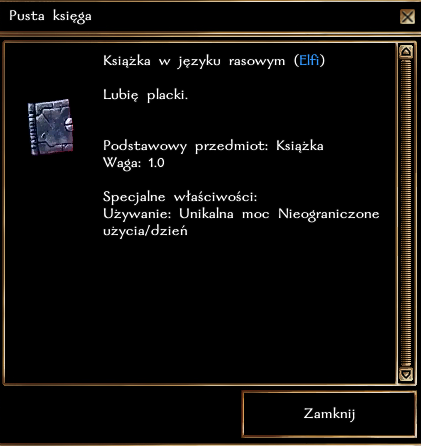 Pusta księga
Książka w języku rasowym (Elfi)
Lubię placki.
Podstawowy przedmiot: Książka
Waga: 1.0
Specjalne właściwości:
Używanie: Unikalna moc Nieograniczone
użycia/dzień
Zamknij